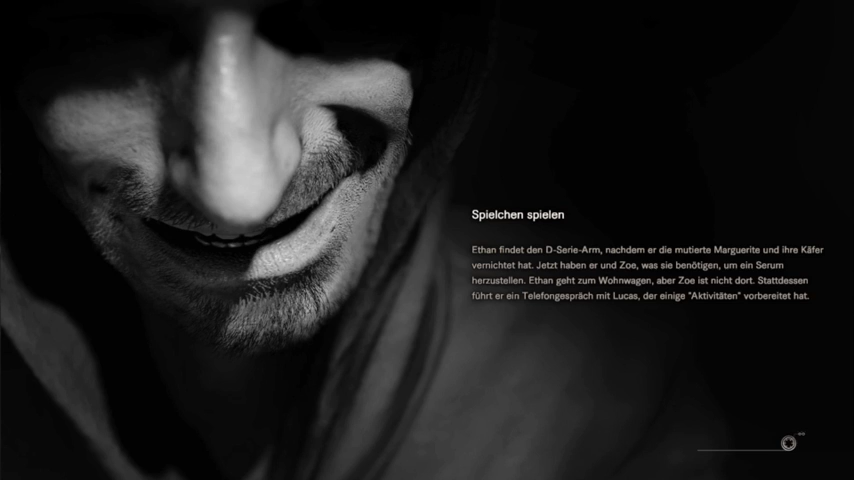 Spielchen spielen
Ethan findet den D-Serie-Arm, nachdem er die mutierte Marguerite und ihre Käfer
vernichtet hat. Jetzt haben er und Zoe, was sie benötigen, um ein Serum
herzustellen. Ethan geht zum Wohnwagen, aber Zoe ist nicht dort. Stattdessen
führt er ein Telefongespräch mit Lucas, der einige "Aktivitäten" vorbereitet hat.